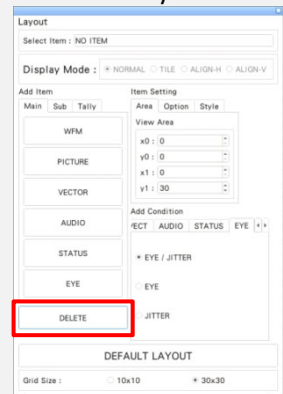 Layout
Select Item : NO ITEM
Display Mode : NORMAL TILE ALIGN-H ALIGN-V
Add Item
Main Sub Tally
WFM
PICTURE
VECTOR
AUDIO
STATUS
EYE
DELETE
Item Setting
Area Option Style
View Area
x0 : 0
y0 : 0
x1 : 0
y1 : 30
Add Condition
ECT AUDIO STATUS EYE
EYE / JITTER
EYE
JITTER
DEFAULT LAYOUT
Grid Size : 10x10 30x30